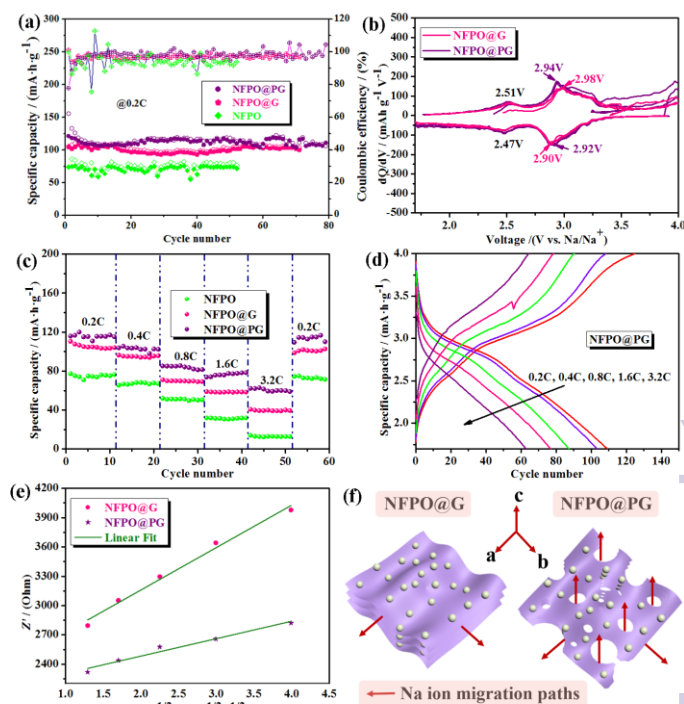 (a)
Specific capacity / (mA·h·g⁻¹)
300
250
200
150
100
50
0
120
100
80
60
40
20
0
Coulombic efficiency / (%)
@0.2C
NFPO@PG
NFPO@G
NFPO
0 10 20 30 40 50 60 70 80
Cycle number
(b)
dQ/dV / (mAh g⁻¹ V⁻¹)
500
400
300
200
100
0
-100
-200
-300
-400
-500
NFPO@G
NFPO@PG
2.94V
2.98V
2.51V
2.47V
2.90V
2.92V
2.0 2.5 3.0 3.5 4.0
Voltage /(V vs. Na/Na⁺)
(c)
Specific capacity / (mA·h·g⁻¹)
200
160
120
80
40
0
NFPO
NFPO@G
NFPO@PG
0.2C
0.4C
0.8C
1.6C
3.2C
0.2C
0 10 20 30 40 50 60
Cycle number
(d)
Specific capacity / (mA·h·g⁻¹)
4.0
3.5
3.0
2.5
2.0
NFPO@PG
0.2C, 0.4C, 0.8C, 1.6C, 3.2C
0 20 40 60 80 100 120 140
Cycle number
(e)
Z' / (Ohm)
4200
3900
3600
3300
3000
2700
2400
NFPO@G
NFPO@PG
Linear Fit
1.0 1.5 2.0 2.5 3.0 3.5 4.0 4.5
(f)
NFPO@G
NFPO@PG
c
a
b
Na ion migration paths